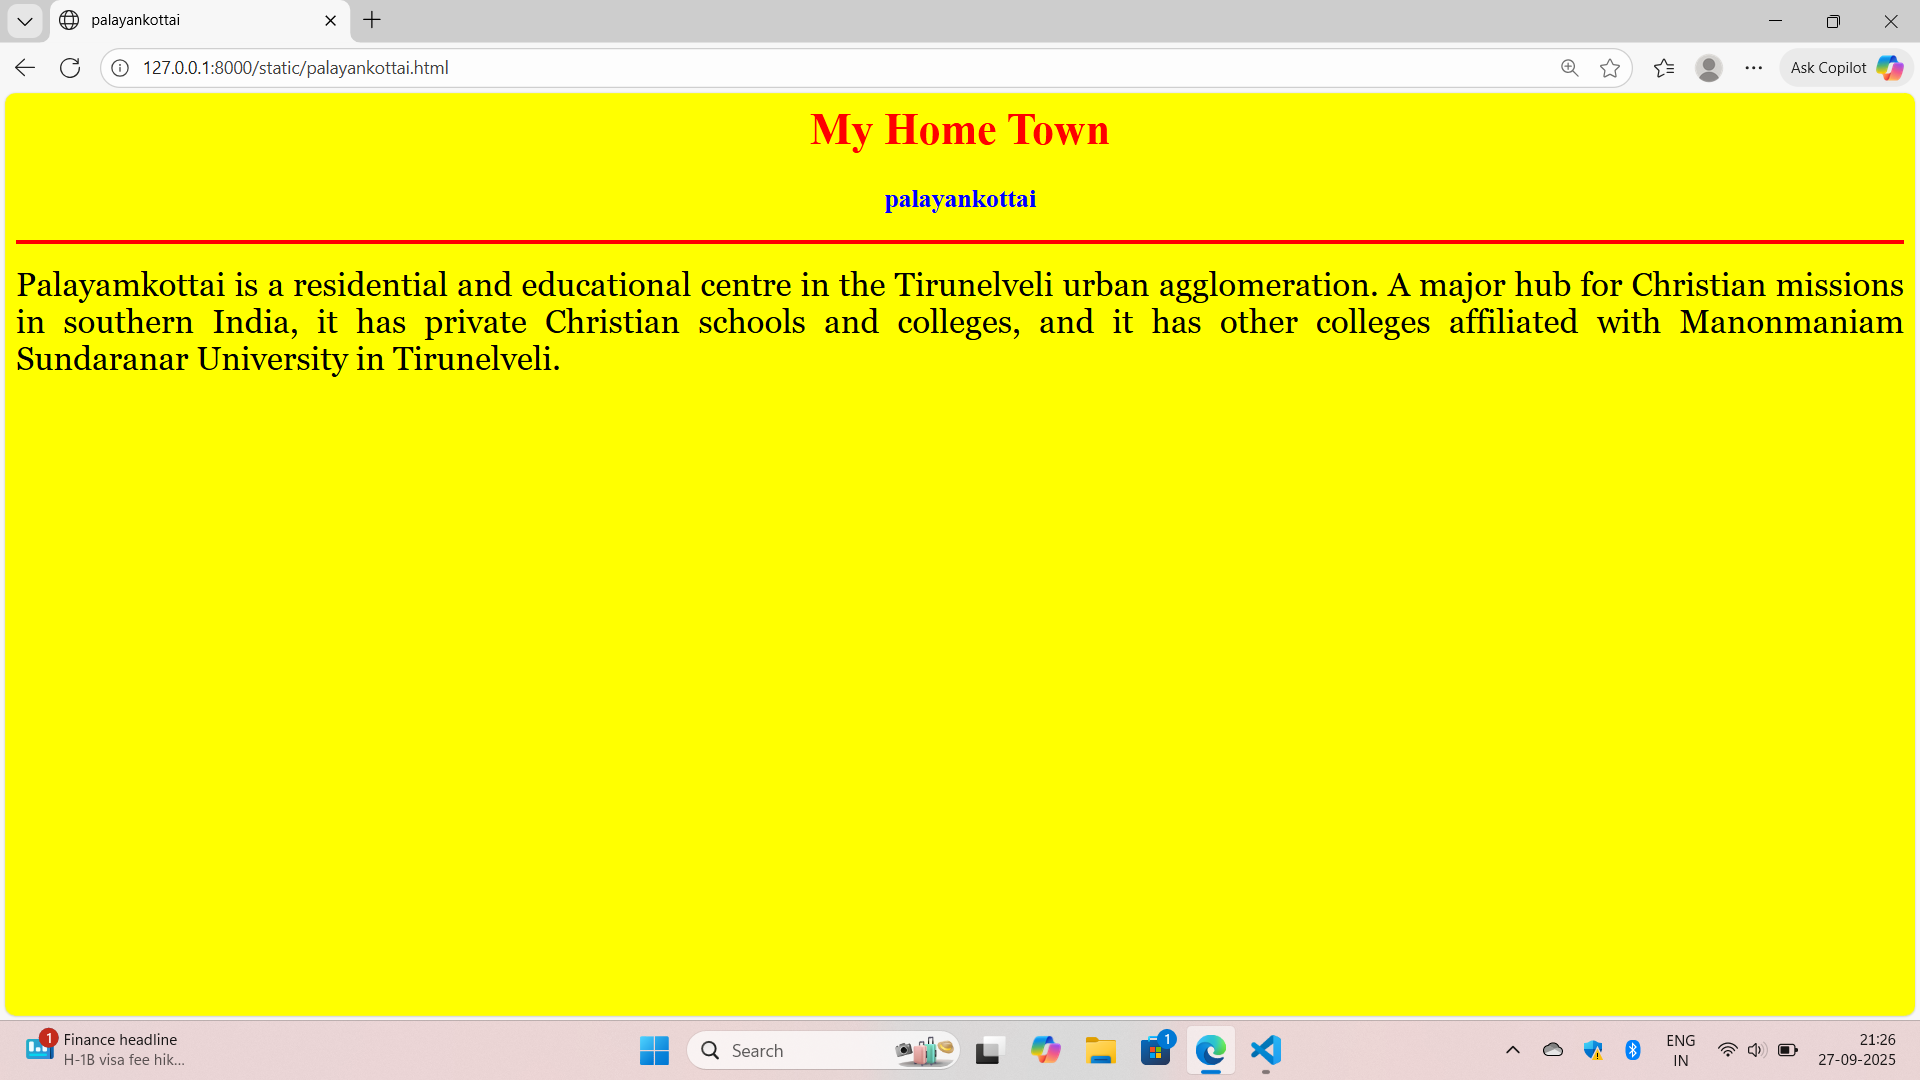 palayankottai
127.0.0.1:8000/static/palayankottai.html
Ask Copilot
My Home Town
palayankottai
Palayamkottai is a residential and educational centre in the Tirunelveli urban agglomeration. A major hub for Christian missions
in southern India, it has private Christian schools and colleges, and it has other colleges affiliated with Manonmaniam
Sundaranar University in Tirunelveli.
1
Finance headline
H-1B visa fee hik...
Search
1
ENG
IN
21:26
27-09-2025